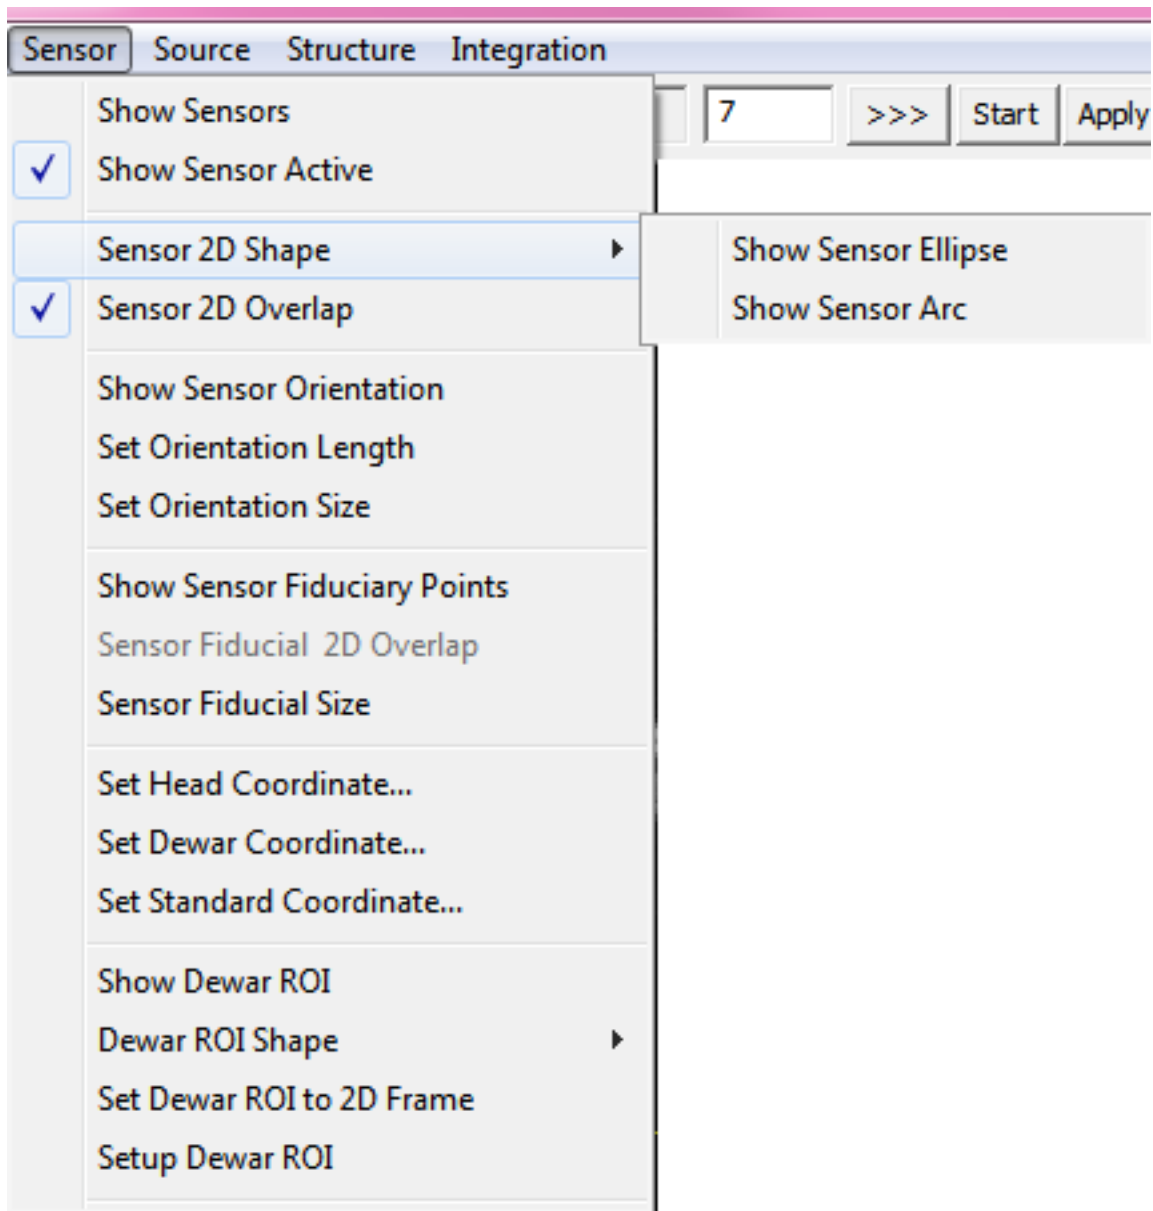 Sensor Source Structure Integration
7 >>> Start Apply
Show Sensors
Show Sensor Active
Sensor 2D Shape
Show Sensor Ellipse
Show Sensor Arc
Sensor 2D Overlap
Show Sensor Orientation
Set Orientation Length
Set Orientation Size
Show Sensor Fiduciary Points
Sensor Fiducial  2D Overlap
Sensor Fiducial Size
Set Head Coordinate...
Set Dewar Coordinate...
Set Standard Coordinate...
Show Dewar ROI
Dewar ROI Shape
Set Dewar ROI to 2D Frame
Setup Dewar ROI